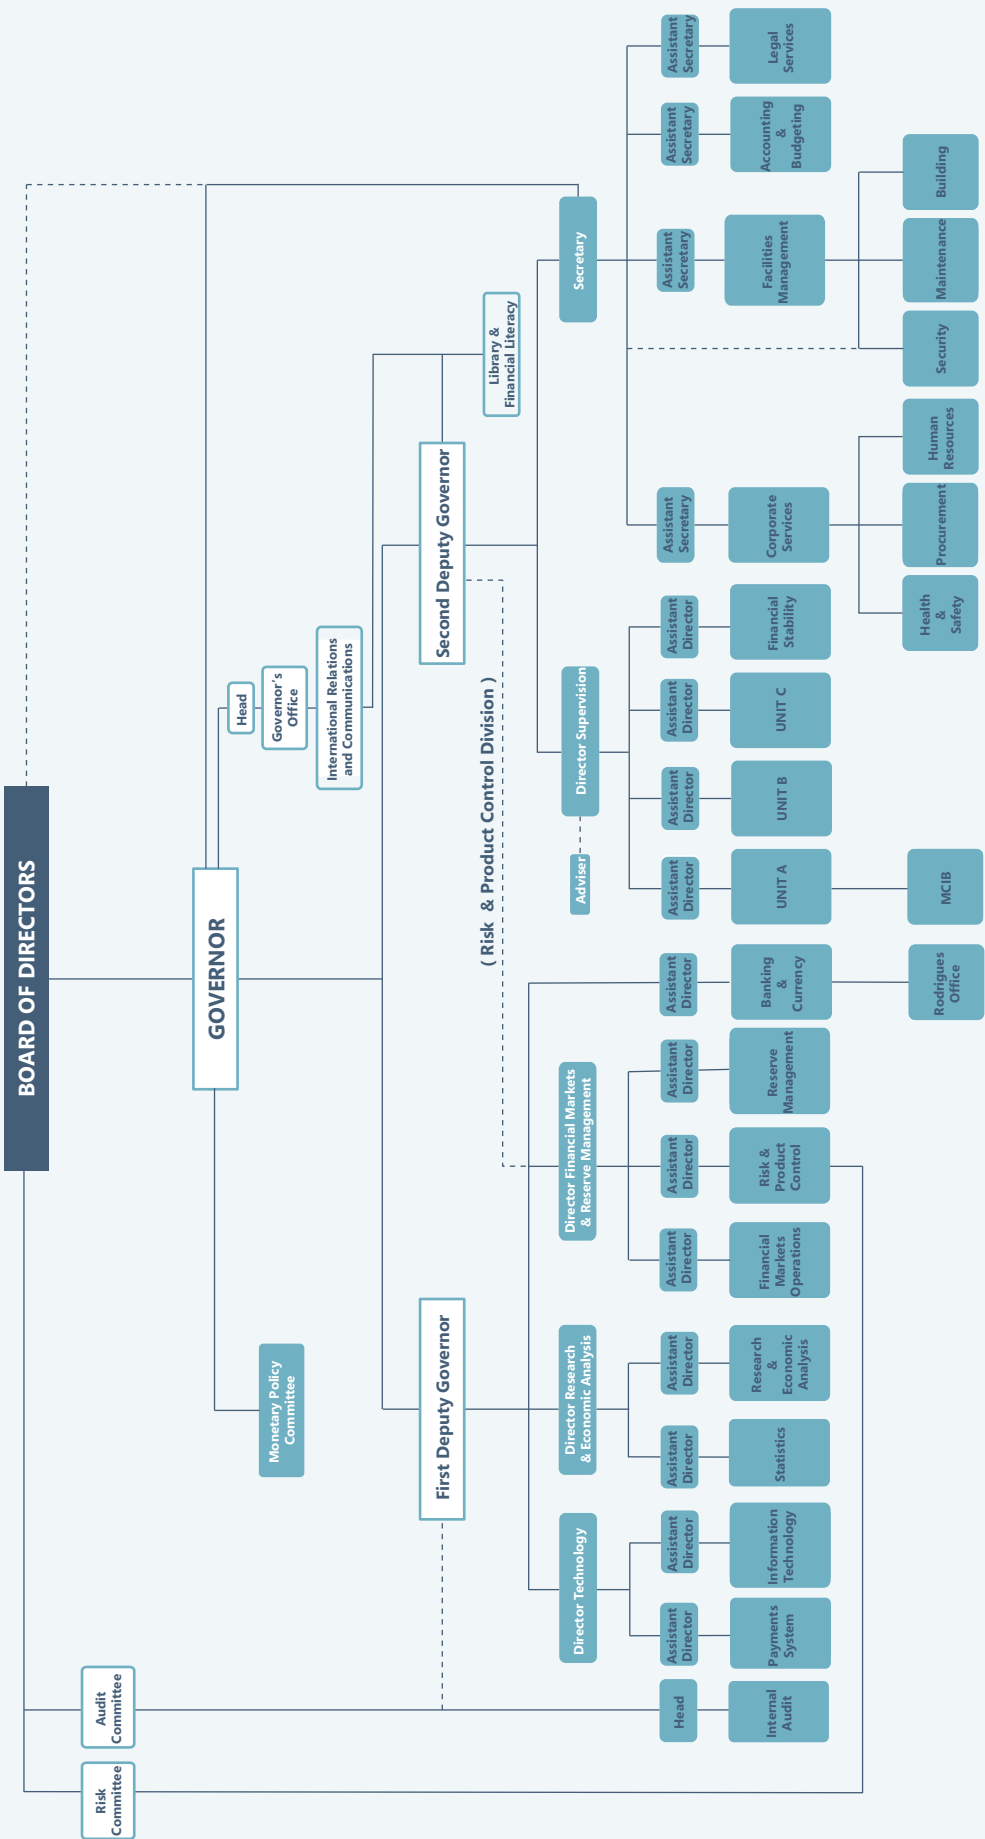 BOARD OF DIRECTORS
Risk
Committee
Audit
Committee
GOVERNOR
Monetary Policy
Committee
Head
Governor's
Office
International Relations
and Communications
First Deputy Governor
Second Deputy Governor
Library &
Financial Literacy
( Risk & Product Control Division )
Director Technology
Director Research
& Economic Analysis
Director Financial Markets
& Reserve Management
Adviser
Director Supervision
Secretary
Head
Assistant
Director
Assistant
Director
Assistant
Director
Assistant
Director
Assistant
Director
Assistant
Director
Assistant
Director
Assistant
Director
Assistant
Director
Assistant
Director
Assistant
Director
Assistant
Director
Assistant
Secretary
Assistant
Secretary
Assistant
Secretary
Assistant
Secretary
Internal
Audit
Payments
System
Information
Technology
Statistics
Research
&
Economic
Analysis
Financial
Markets
Operations
Risk &
Product
Control
Reserve
Management
Banking
&
Currency
UNIT A
UNIT B
UNIT C
Financial
Stability
Corporate
Services
Facilities
Management
Accounting
&
Budgeting
Legal
Services
Rodrigues
Office
MCIB
Health
&
Safety
Procurement
Human
Resources
Security
Maintenance
Building